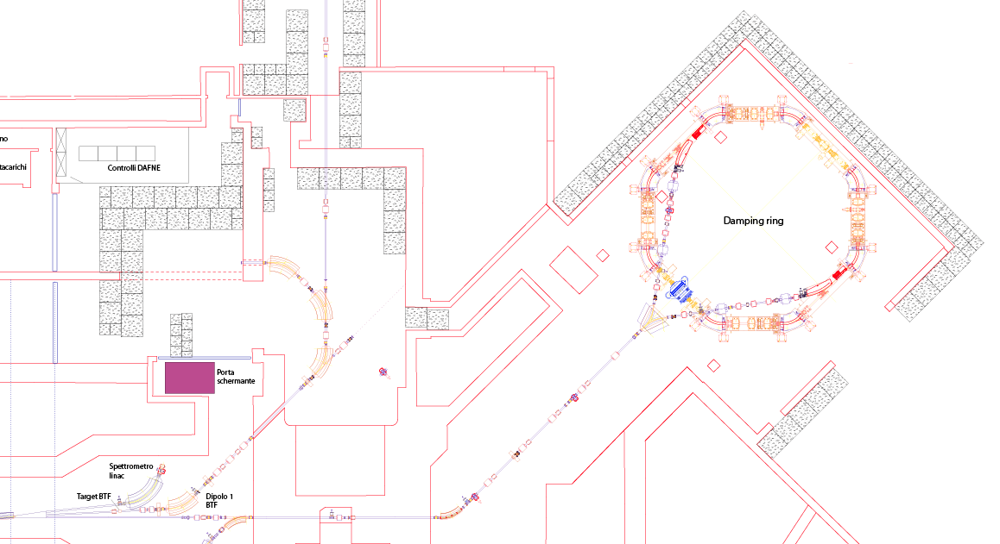 no
tacarichi
Controlli DAFNE
Damping ring
Porta
schermante
Spettrometro
linac
Target BTF
Dipolo 1
BTF